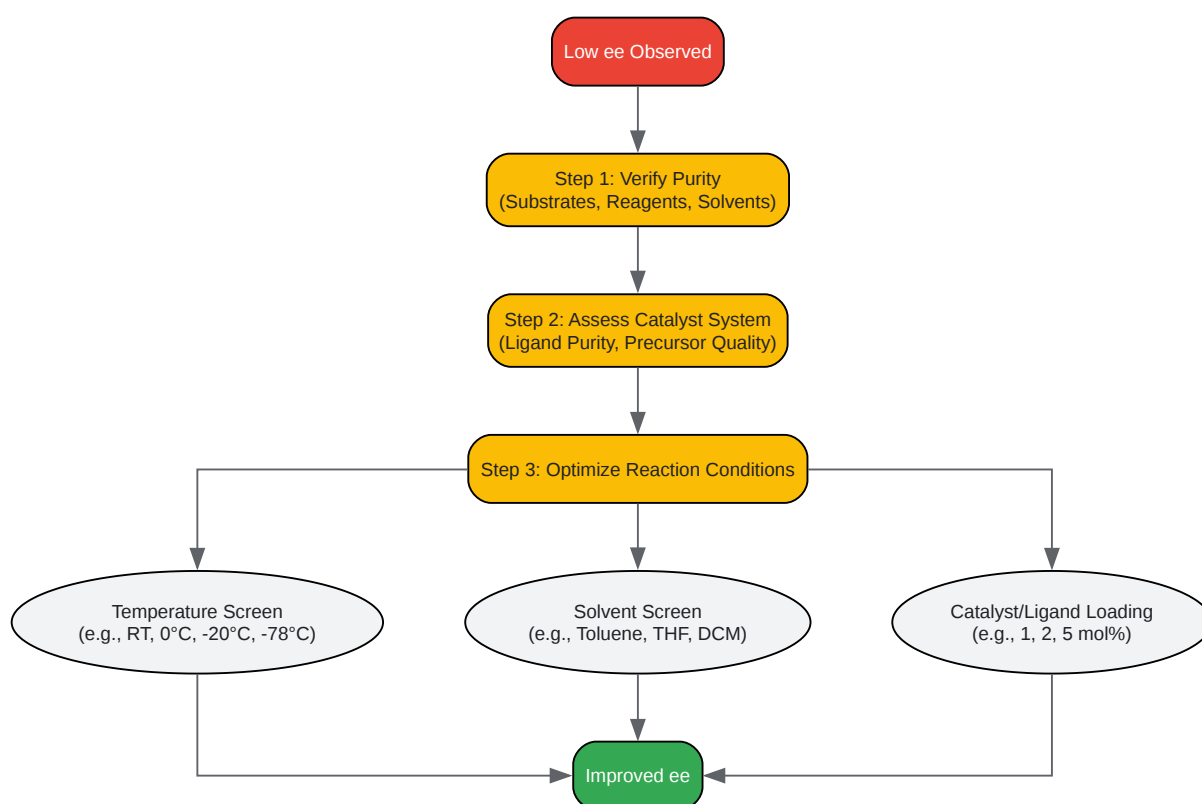 Low ee Observed
Step 1: Verify Purity
(Substrates, Reagents, Solvents)
Step 2: Assess Catalyst System
(Ligand Purity, Precursor Quality)
Step 3: Optimize Reaction Conditions
Temperature Screen
(e.g., RT, 0°C, -20°C, -78°C)
Solvent Screen
(e.g., Toluene, THF, DCM)
Catalyst/Ligand Loading
(e.g., 1, 2, 5 mol%)
Improved ee